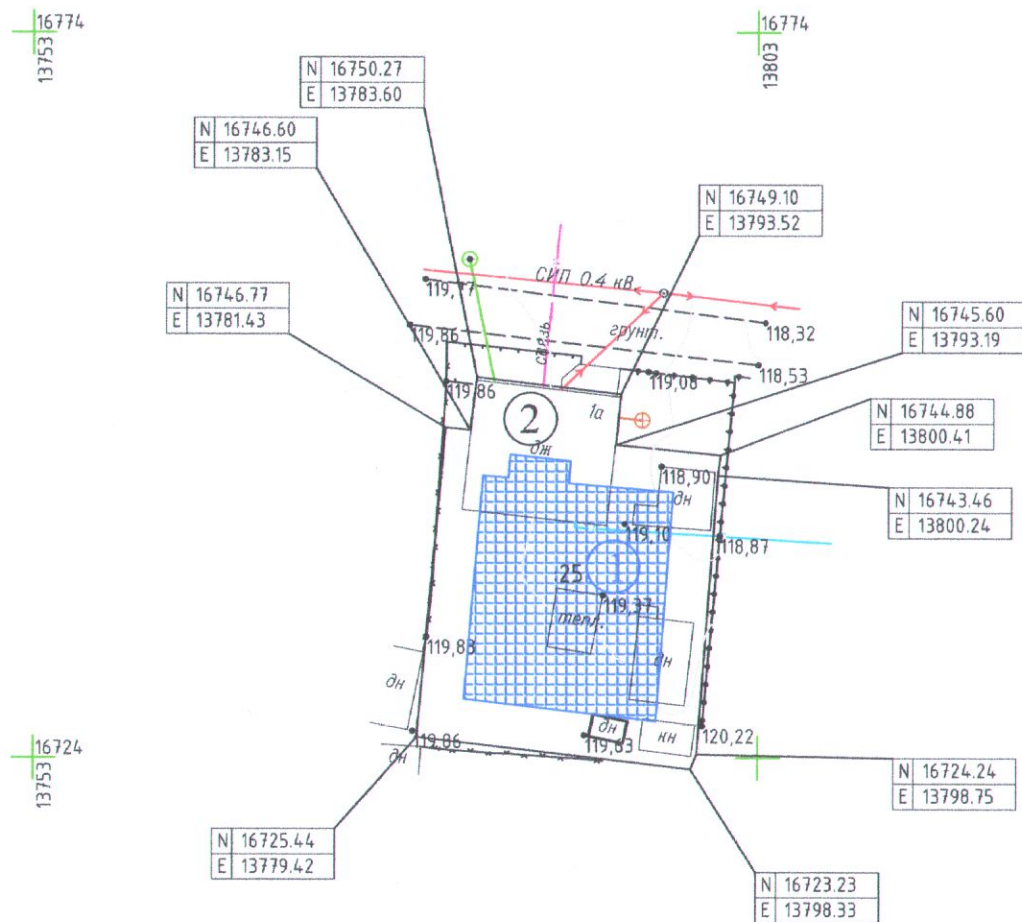 16774
13753
16774
13803
N 16750.27
E 13783.60
N 16746.60
E 13783.15
N 16749.10
E 13793.52
N 16746.77
E 13781.43
СИП 0.4 кВ
118,32
грунт.
связь
N 16745.60
E 13793.19
119,86
118,53
119,08
119,86
1а
2
дж
N 16744.88
E 13800.41
118,90
дн
N 16743.46
E 13800.24
119,10
118,87
1
25
119,37
тепл.
119,83
дн
дн
119,86
дн
кн
120,22
119,63
дн
16724
13753
N 16724.24
E 13798.75
N 16725.44
E 13779.42
N 16723.23
E 13798.33